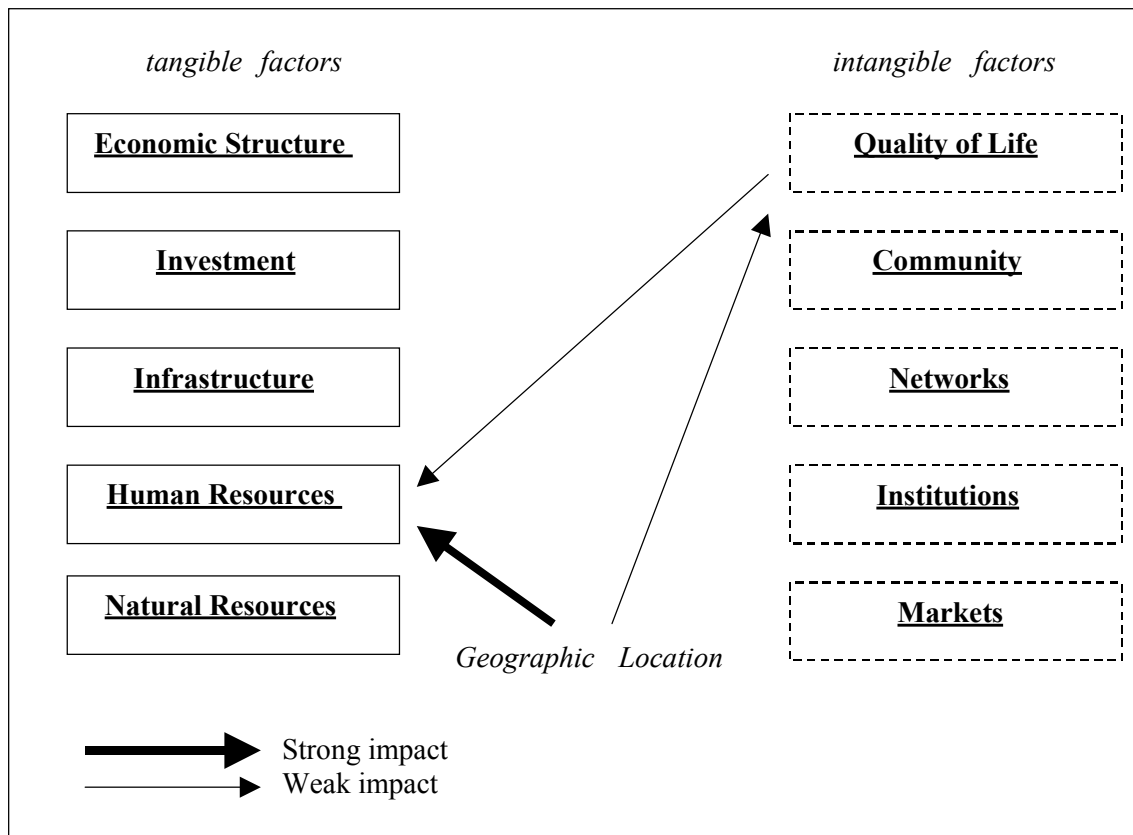 tangible factors
intangible factors
Economic Structure
Quality of Life
Investment
Community
Infrastructure
Networks
Human Resources
Institutions
Natural Resources
Markets
Geographic Location
Strong impact
Weak impact